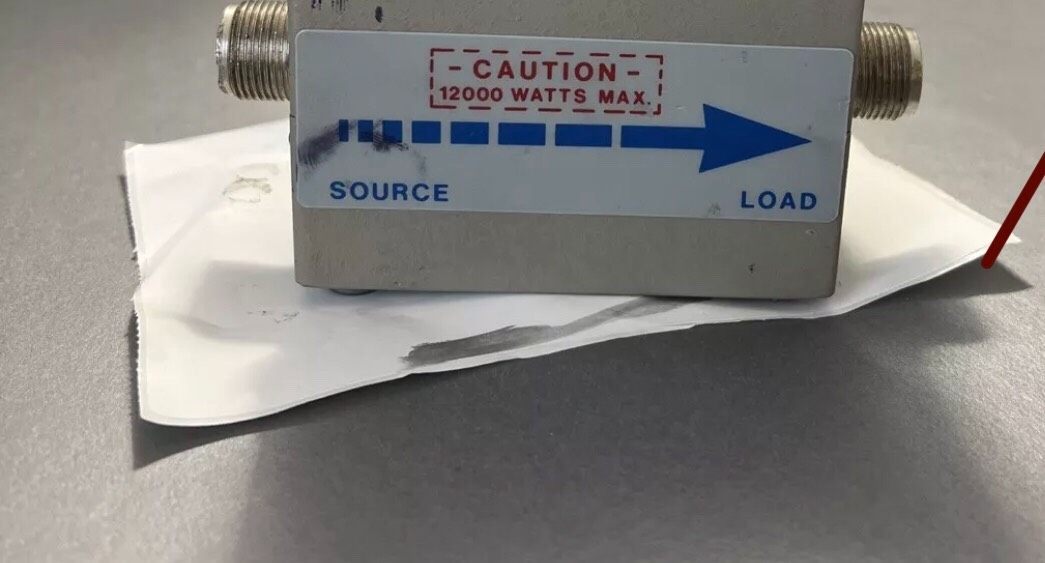 - CAUTION -
12000 WATTS MAX.
SOURCE
LOAD